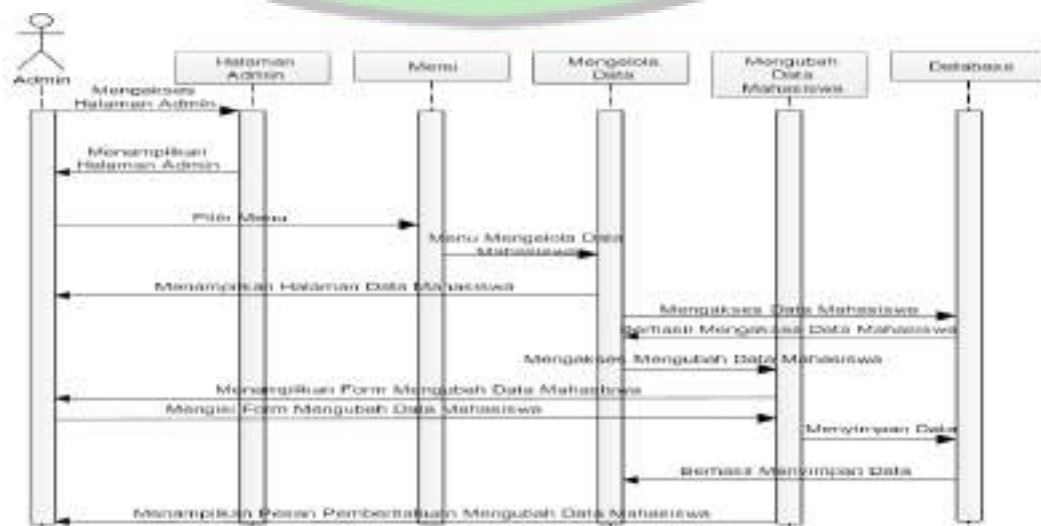 Admin
Halaman
Admin
Menu
Mengelola
Data
Mengubah
Data
Mahasiswa
Database
Mengakses
Halaman Admin
Menampilkan
Halaman Admin
Pilih Menu
Menu Mengelola Data
Mahasiswa
Menampilkan Halaman Data Mahasiswa
Mengakses Data Mahasiswa
Berhasil Mengakses Data Mahasiswa
Mengakses Mengubah Data Mahasiswa
Menampilkan Form Mengubah Data Mahasiswa
Mengisi Form Mengubah Data Mahasiswa
Menyimpan Data
Berhasil Menyimpan Data
Menampilkan Pesan Pemberitahuan Mengubah Data Mahasiswa